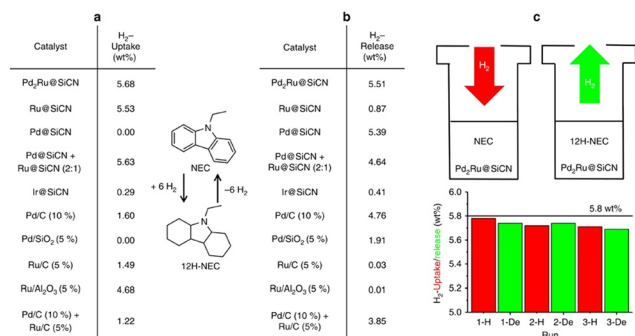 a
Catalyst
H2–
Uptake
(wt%)
Pd2Ru@SiCN 5.68
Ru@SiCN 5.53
Pd@SiCN 0.00
Pd@SiCN +
Ru@SiCN (2:1)
5.63
Ir@SiCN 0.29
Pd/C (10 %) 1.60
Pd/SiO2 (5 %) 0.00
Ru/C (5 %) 1.49
Ru/Al2O3 (5 %) 4.68
Pd/C (10 %) +
Ru/C (5%)
1.22
N
NEC
+ 6 H2
–6 H2
N
12H-NEC
b
Catalyst
H2–
Release
(wt%)
Pd2Ru@SiCN 5.51
Ru@SiCN 0.87
Pd@SiCN 5.39
Pd@SiCN +
Ru@SiCN (2:1)
4.64
Ir@SiCN 0.41
Pd/C (10 %) 4.76
Pd/SiO2 (5 %) 1.91
Ru/C (5 %) 0.03
Ru/Al2O3 (5 %) 0.01
Pd/C (10 %) +
Ru/C (5%)
3.85
c
H2
NEC
Pd2Ru@SiCN
H2
12H-NEC
Pd2Ru@SiCN
H2-Uptake/release (wt%)
6.0
5.8
5.6
5.4
5.2
5.0
5.8 wt%
1-H 1-De 2-H 2-De 3-H 3-De
Run